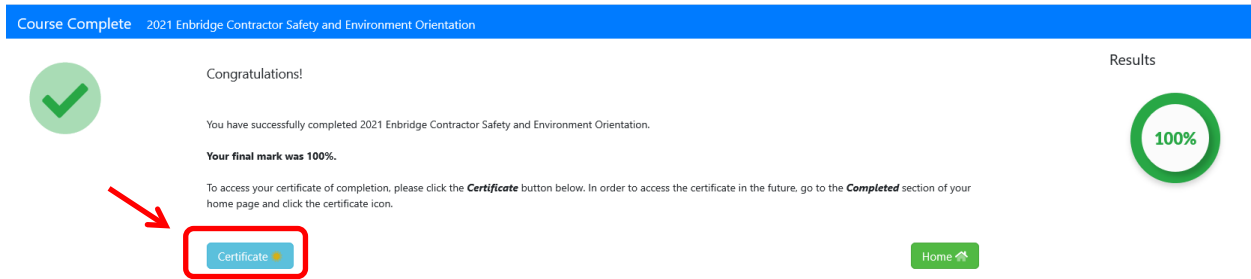 Course Complete 2021 Enbridge Contractor Safety and Environment Orientation
Results
Congratulations!
You have successfully completed 2021 Enbridge Contractor Safety and Environment Orientation.
100%
Your final mark was 100%.
To access your certificate of completion, please click the Certificate button below. In order to access the certificate in the future, go to the Completed section of your
home page and click the certificate icon.
Certificate
Home